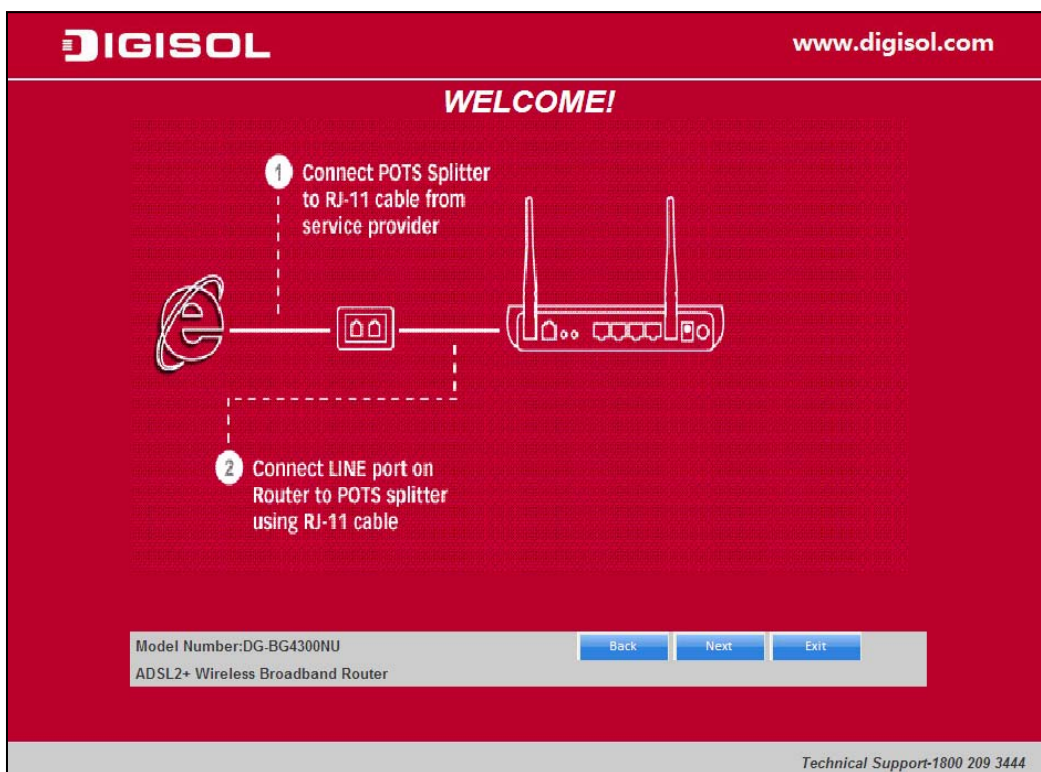 DIGISOL
www.digisol.com
WELCOME!
1
Connect POTS Splitter
to RJ-11 cable from
service provider
2
Connect LINE port on
Router to POTS splitter
using RJ-11 cable
Model Number:DG-BG4300NU
Back
Next
Exit
ADSL2+ Wireless Broadband Router
Technical Support-1800 209 3444